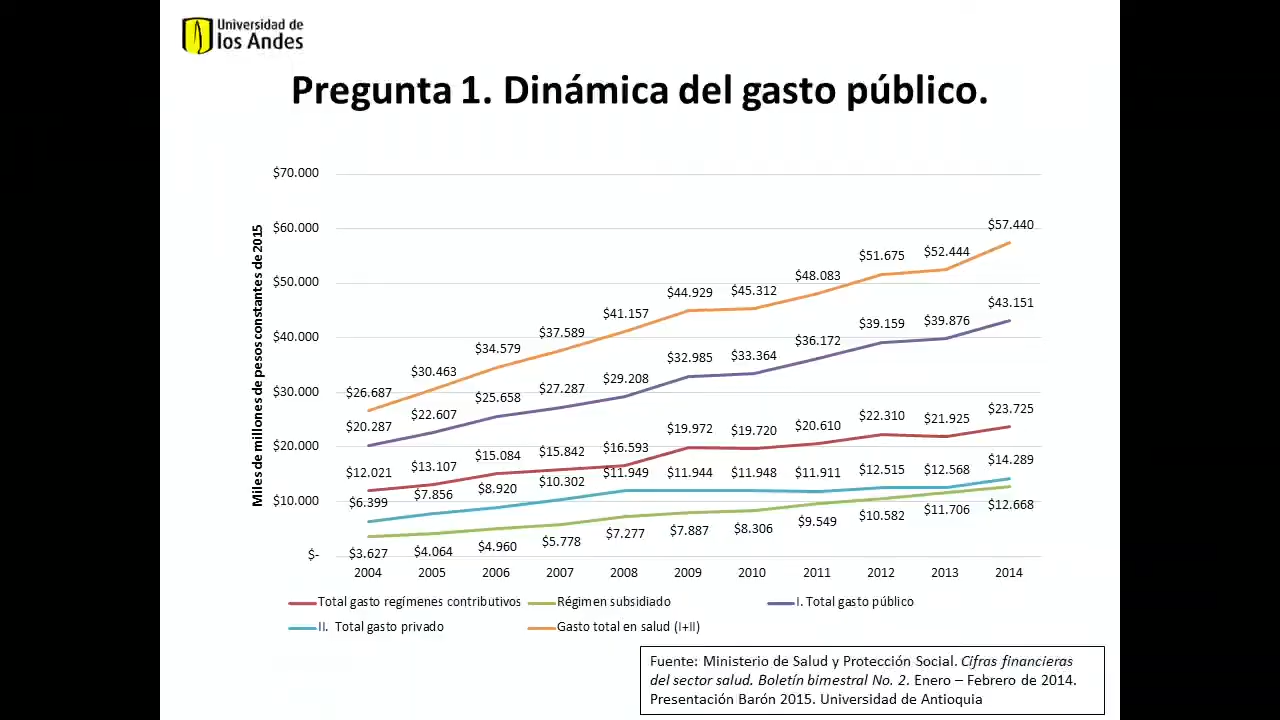 Universidad de
los Andes
Pregunta 1. Dinámica del gasto público.
Miles de millones de pesos constantes de 2015
$70.000
$60.000
$50.000
$40.000
$30.000
$20.000
$10.000
$-
$26.687 $30.463 $34.579 $37.589 $41.157 $44.929 $45.312 $48.083 $51.675 $52.444 $57.440
$20.287 $22.607 $25.658 $27.287 $29.208 $32.985 $33.364 $36.172 $39.159 $39.876 $43.151
$12.021 $13.107 $15.084 $15.842 $16.593 $19.972 $19.720 $20.610 $22.310 $21.925 $23.725
$6.399 $7.856 $8.920 $10.302 $11.949 $11.944 $11.948 $11.911 $12.515 $12.568 $14.289
$3.627 $4.064 $4.960 $5.778 $7.277 $7.887 $8.306 $9.549 $10.582 $11.706 $12.668
2004 2005 2006 2007 2008 2009 2010 2011 2012 2013 2014
Total gasto regímenes contributivos Régimen subsidiado I. Total gasto público
II. Total gasto privado Gasto total en salud (I+II)
Fuente: Ministerio de Salud y Protección Social. Cifras financieras
del sector salud. Boletín bimestral No. 2. Enero – Febrero de 2014.
Presentación Barón 2015. Universidad de Antioquia